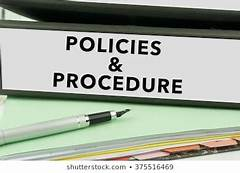 POLICIES
&
PROCEDURE
shutterstock.com • 375516469